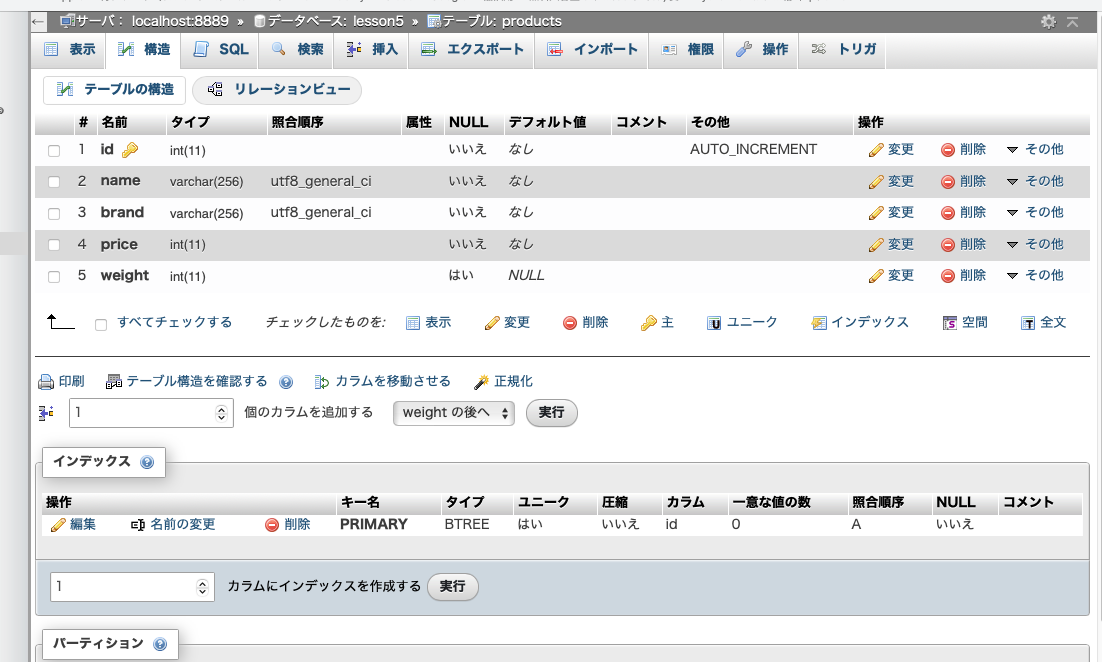 サーバ: localhost:8889 » データベース: lesson5 » テーブル: products
表示 構造 SQL 検索 挿入 エクスポート インポート 権限 操作 トリガ
テーブルの構造 リレーションビュー
# 名前 タイプ 照合順序 属性 NULL デフォルト値 コメント その他 操作
1 id int(11) いいえ なし AUTO_INCREMENT 変更 削除 その他
2 name varchar(256) utf8_general_ci いいえ なし 変更 削除 その他
3 brand varchar(256) utf8_general_ci いいえ なし 変更 削除 その他
4 price int(11) いいえ なし 変更 削除 その他
5 weight int(11) はい NULL 変更 削除 その他
すべてチェックする チェックしたものを: 表示 変更 削除 主 ユニーク インデックス 空間 全文
印刷 テーブル構造を確認する カラムを移動させる 正規化
1 個のカラムを追加する weight の後へ 実行
インデックス
操作 キー名 タイプ ユニーク 圧縮 カラム 一意な値の数 照合順序 NULL コメント
編集 名前の変更 削除 PRIMARY BTREE はい いいえ id 0 A いいえ
1 カラムにインデックスを作成する 実行
パーティション